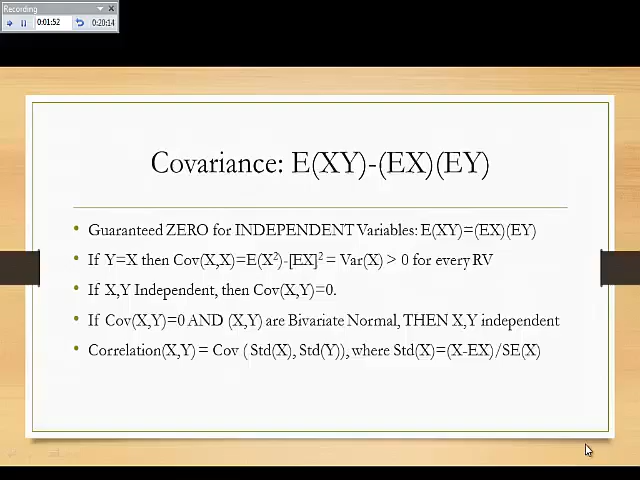 Recording
0:01:52
0:20:14
Covariance: E(XY)-(EX)(EY)
• Guaranteed ZERO for INDEPENDENT Variables: E(XY)=(EX)(EY)
• If Y=X then Cov(X,X)=E(X²)-[EX]² = Var(X) > 0 for every RV
• If X,Y Independent, then Cov(X,Y)=0.
• If Cov(X,Y)=0 AND (X,Y) are Bivariate Normal, THEN X,Y independent
• Correlation(X,Y) = Cov ( Std(X), Std(Y)), where Std(X)=(X-EX)/SE(X)